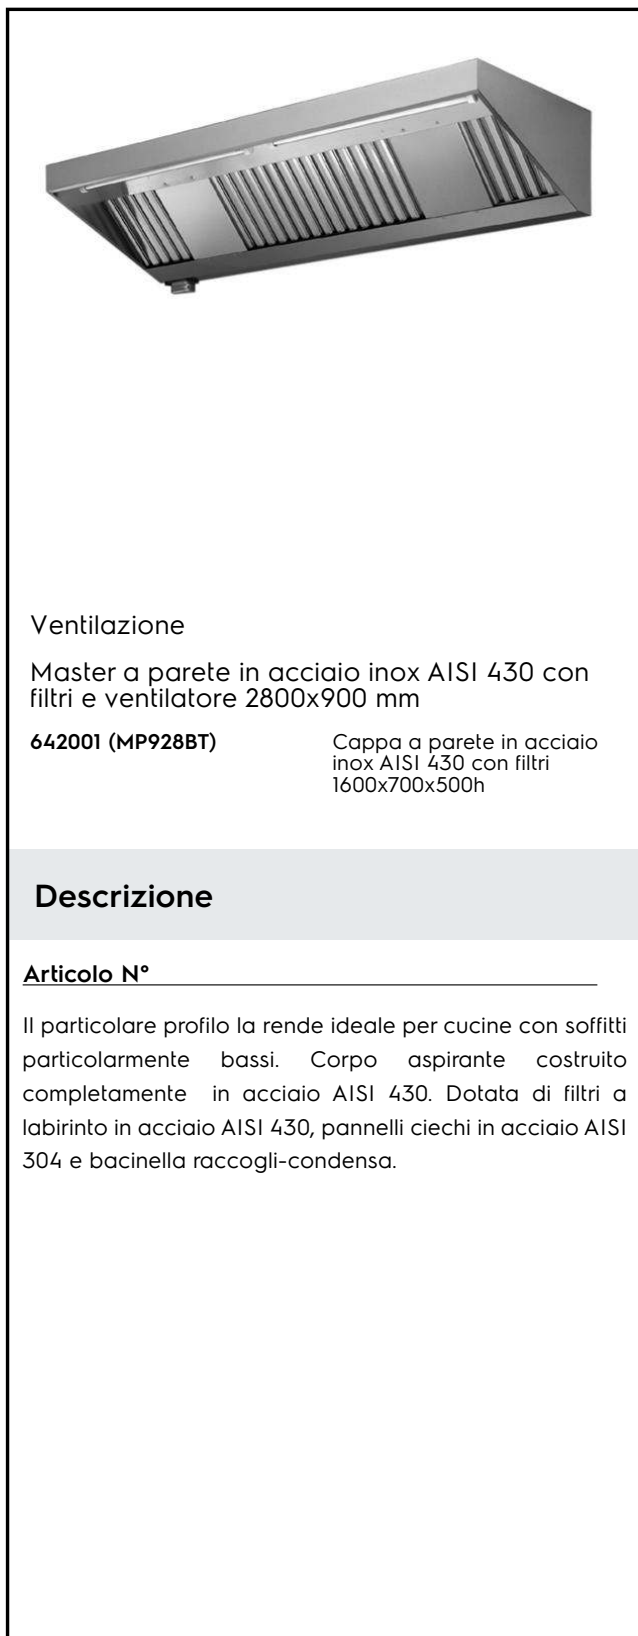 Ventilazione
Master a parete in acciaio inox AISI 430 con
filtri e ventilatore 2800x900 mm
642001 (MP928BT)
Cappa a parete in acciaio
inox AISI 430 con filtri
1600x700x500h
Descrizione
Articolo N°
Il particolare profilo la rende ideale per cucine con soffitti
particolarmente bassi. Corpo aspirante costruito
completamente in acciaio AISI 430. Dotata di filtri a
labirinto in acciaio AISI 430, pannelli ciechi in acciaio AISI
304 e bacinella raccogli-condensa.